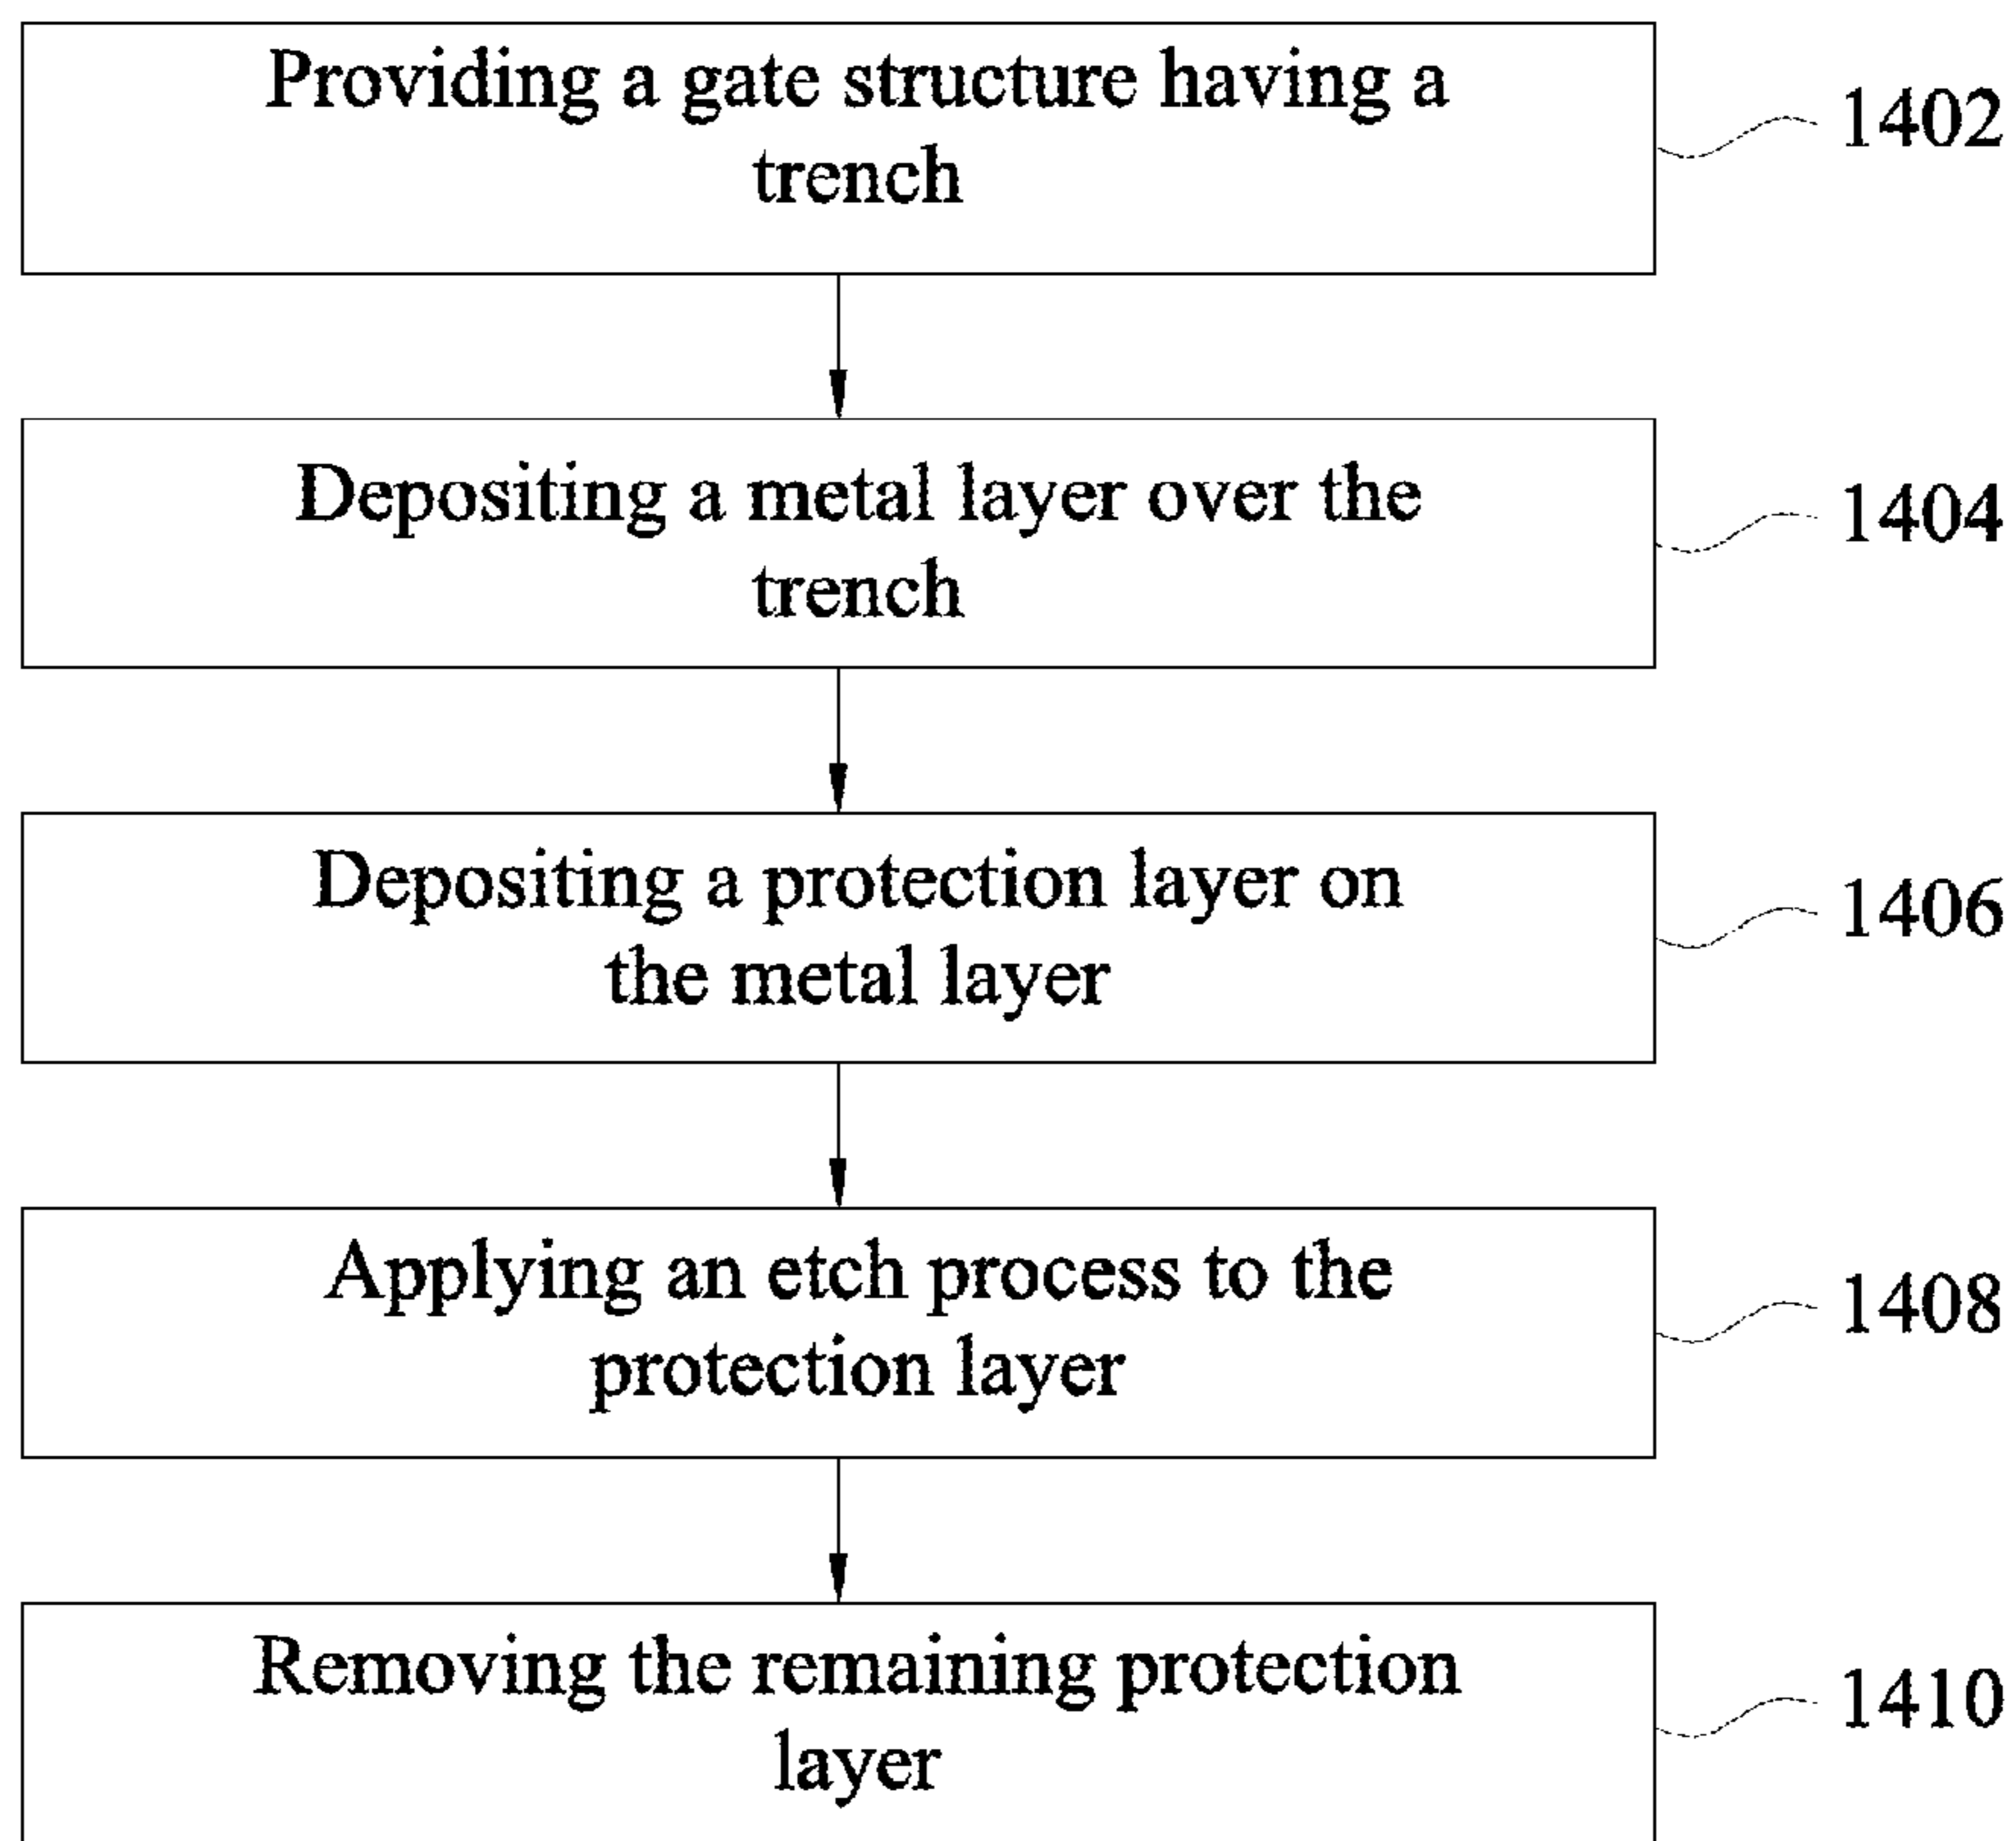 Providing a gate structure having a
trench
1402
Depositing a metal layer over the
trench
1404
Depositing a protection layer on
the metal layer
1406
Applying an etch process to the
protection layer
1408
Removing the remaining protection
layer
1410